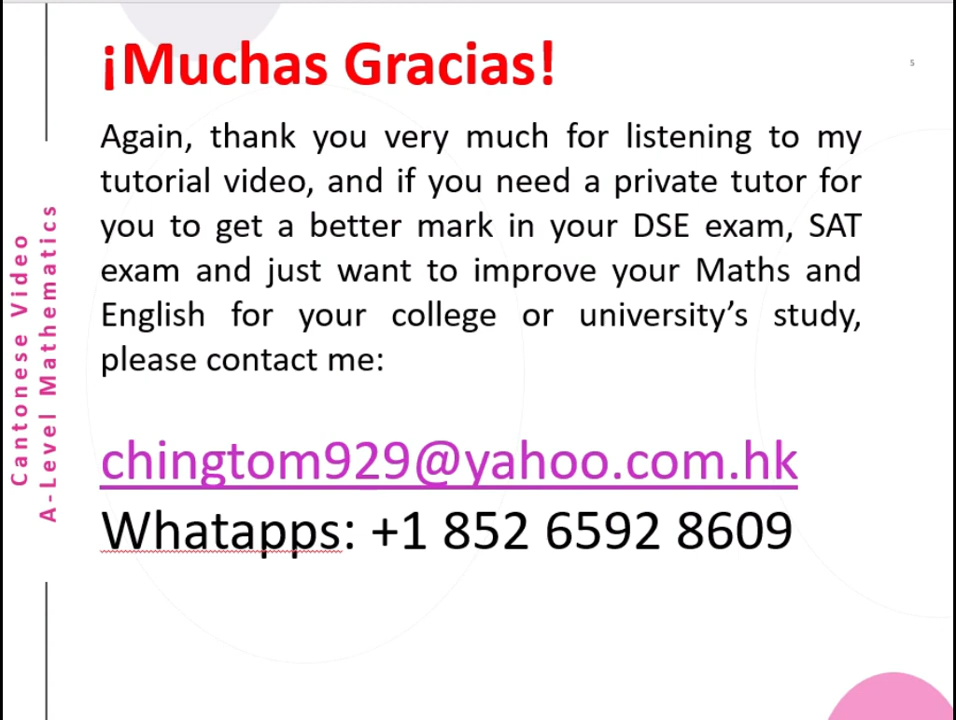 ¡Muchas Gracias!
5
Again, thank you very much for listening to my
tutorial video, and if you need a private tutor for
you to get a better mark in your DSE exam, SAT
exam and just want to improve your Maths and
English for your college or university’s study,
please contact me:
chingtom929@yahoo.com.hk
Whatapps: +1 852 6592 8609
Cantonese Video
A-Level Mathematics